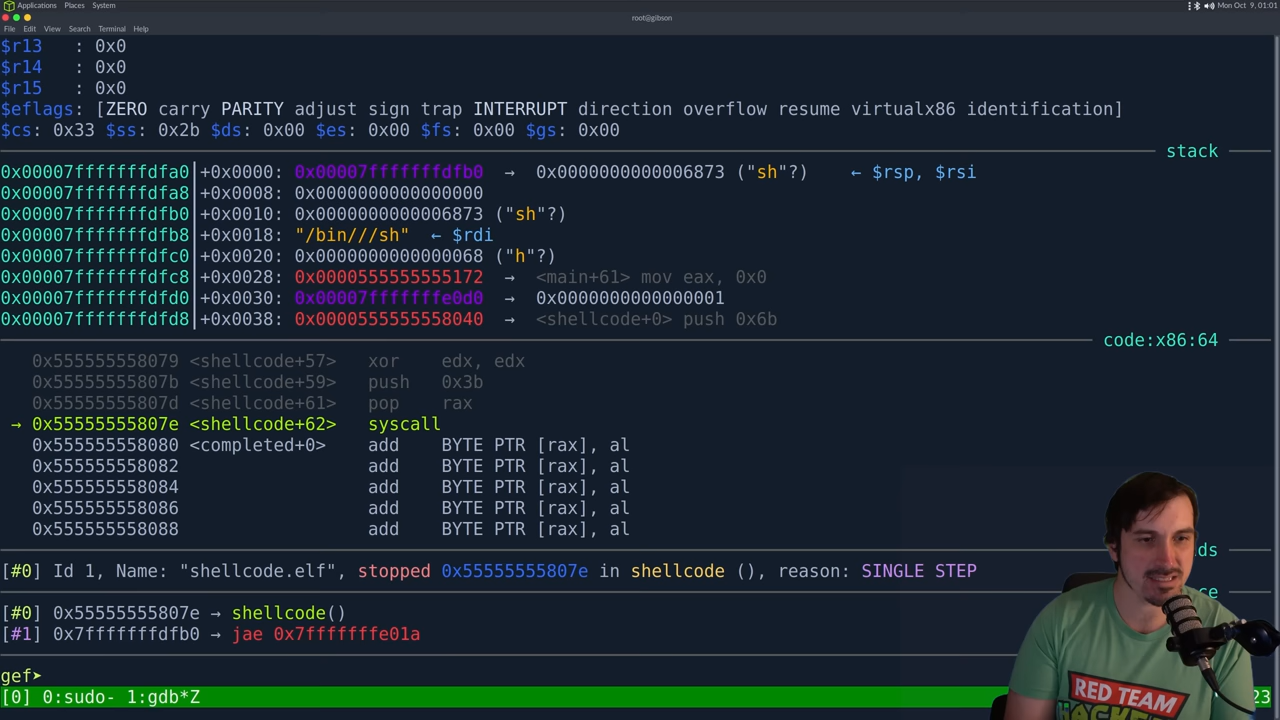 Applications Places System
Mon Oct 9, 01:01
root@gibson
File Edit View Search Terminal Help
$r13 : 0x0
$r14 : 0x0
$r15 : 0x0
$eflags: [ZERO carry PARITY adjust sign trap INTERRUPT direction overflow resume virtualx86 identification]
$cs: 0x33 $ss: 0x2b $ds: 0x00 $es: 0x00 $fs: 0x00 $gs: 0x00
stack
0x00007fffffffdfa0│+0x0000: 0x00007fffffffdfb0 → 0x0000000000006873 ("sh"?) ← $rsp, $rsi
0x00007fffffffdfa8│+0x0008: 0x0000000000000000
0x00007fffffffdfb0│+0x0010: 0x0000000000006873 ("sh"?)
0x00007fffffffdfb8│+0x0018: "/bin///sh" ← $rdi
0x00007fffffffdfc0│+0x0020: 0x0000000000000068 ("h"?)
0x00007fffffffdfc8│+0x0028: 0x0000555555555172 → <main+61> mov eax, 0x0
0x00007fffffffdfd0│+0x0030: 0x00007fffffffe0d0 → 0x0000000000000001
0x00007fffffffdfd8│+0x0038: 0x0000555555558040 → <shellcode+0> push 0x6b
code:x86:64
0x555555558079 <shellcode+57> xor edx, edx
0x55555555807b <shellcode+59> push 0x3b
0x55555555807d <shellcode+61> pop rax
→ 0x55555555807e <shellcode+62> syscall
0x555555558080 <completed+0> add BYTE PTR [rax], al
0x555555558082 add BYTE PTR [rax], al
0x555555558084 add BYTE PTR [rax], al
0x555555558086 add BYTE PTR [rax], al
0x555555558088 add BYTE PTR [rax], al
ds
[#0] Id 1, Name: "shellcode.elf", stopped 0x55555555807e in shellcode (), reason: SINGLE STEP
ce
[#0] 0x55555555807e → shellcode()
[#1] 0x7fffffffdfb0 → jae 0x7fffffffe01a
gef➤
[0] 0:sudo- 1:gdb*Z
23
RED TEAM